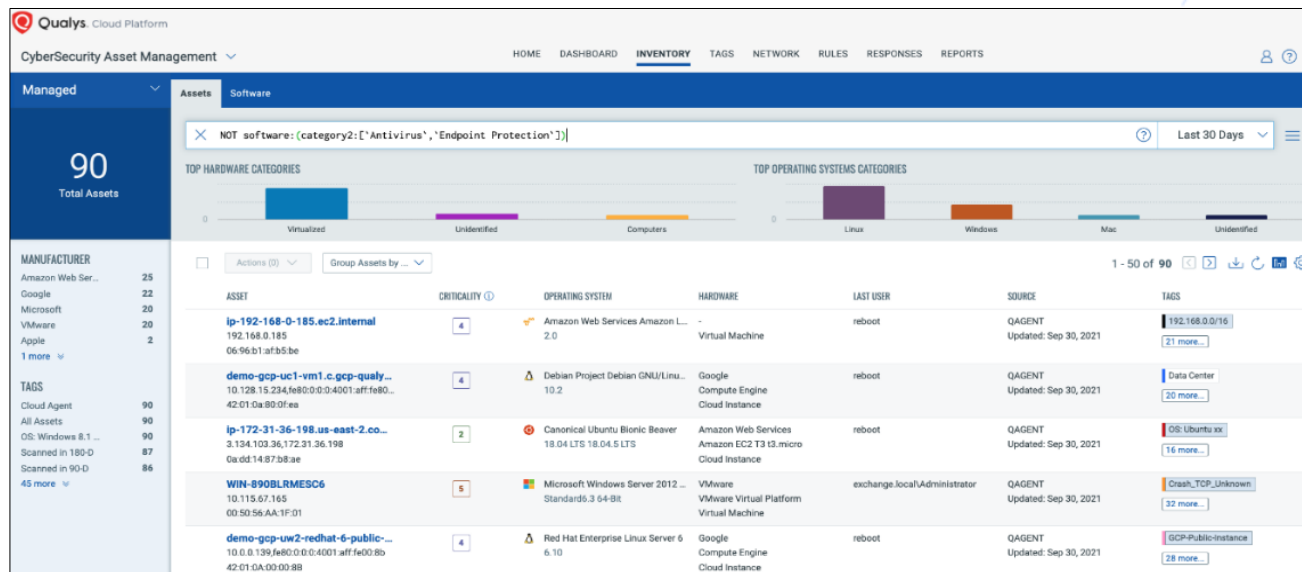 Qualys. Cloud Platform
CyberSecurity Asset Management
HOME DASHBOARD INVENTORY TAGS NETWORK RULES RESPONSES REPORTS
Managed
Assets Software
NOT software:(category2:[`Antivirus`,`Endpoint Protection`])
Last 30 Days
90
Total Assets
TOP HARDWARE CATEGORIES
TOP OPERATING SYSTEMS CATEGORIES
0
Virtualized Unidentified Computers
0
Linux Windows Mac Unidentified
MANUFACTURER
Amazon Web Ser... 25
Google 22
Microsoft 20
VMware 20
Apple 2
1 more
TAGS
Cloud Agent 90
All Assets 90
OS: Windows 8.1 ... 90
Scanned in 180-D 87
Scanned in 90-D 86
45 more
Actions (0) Group Assets by ... 1 - 50 of 90
ASSET CRITICALITY OPERATING SYSTEM HARDWARE LAST USER SOURCE TAGS
ip-192-168-0-185.ec2.internal 4 Amazon Web Services Amazon L... - reboot QAGENT 192.168.0.0/16
192.168.0.185 2.0 Virtual Machine Updated: Sep 30, 2021 21 more...
06:96:b1:af:b5:be
demo-gcp-uc1-vm1.c.gcp-qualy... 4 Debian Project Debian GNU/Linu... Google reboot QAGENT Data Center
10.128.15.234,fe80:0:0:0:4001:aff:fe80... 10.2 Compute Engine Updated: Sep 30, 2021 20 more...
42:01:0a:80:0f:ea Cloud Instance
ip-172-31-36-198.us-east-2.co... 2 Canonical Ubuntu Bionic Beaver Amazon Web Services reboot QAGENT OS: Ubuntu xx
3.134.103.36,172.31.36.198 18.04 LTS 18.04.5 LTS Amazon EC2 T3 t3.micro Updated: Sep 30, 2021 16 more...
0a:dd:14:87:b8:ae Cloud Instance
WIN-890BLRMESC6 5 Microsoft Windows Server 2012 ... VMware exchange.local\Administrator QAGENT Crash_TCP_Unknown
10.115.67.165 Standard6.3 64-Bit VMware Virtual Platform Updated: Sep 30, 2021 32 more...
00:50:56:AA:1F:01 Virtual Machine
demo-gcp-uw2-redhat-6-public-... 4 Red Hat Enterprise Linux Server 6 Google reboot QAGENT GCP-Public-Instance
10.0.0.139,fe80:0:0:0:4001:aff:fe00:8b 6.10 Compute Engine Updated: Sep 30, 2021 28 more...
42:01:0A:00:00:8B Cloud Instance